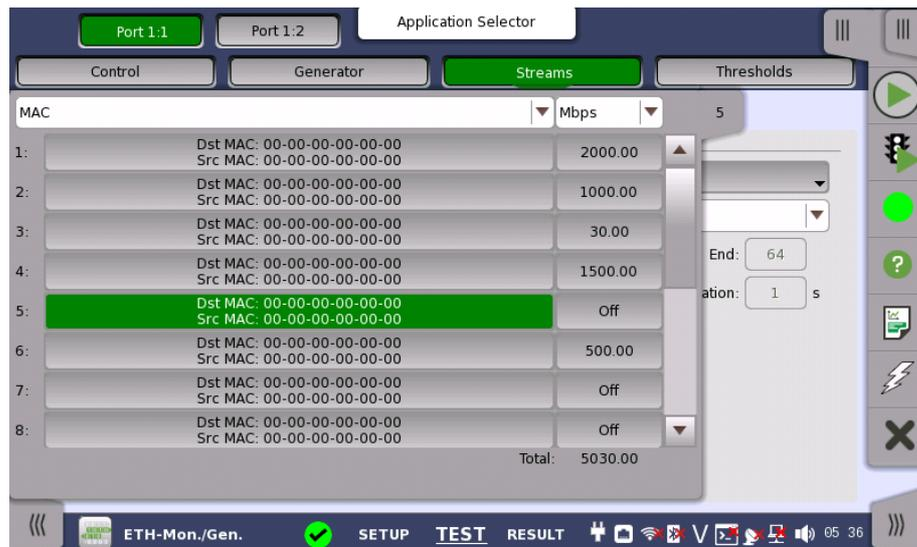 Application Selector
Port 1:1 Port 1:2
Control Generator Streams Thresholds
MAC Mbps 5
1: Dst MAC: 00-00-00-00-00-00
Src MAC: 00-00-00-00-00-00 2000.00
2: Dst MAC: 00-00-00-00-00-00
Src MAC: 00-00-00-00-00-00 1000.00
3: Dst MAC: 00-00-00-00-00-00
Src MAC: 00-00-00-00-00-00 30.00
End: 64
4: Dst MAC: 00-00-00-00-00-00
Src MAC: 00-00-00-00-00-00 1500.00
ation: 1 s
5: Dst MAC: 00-00-00-00-00-00
Src MAC: 00-00-00-00-00-00 Off
6: Dst MAC: 00-00-00-00-00-00
Src MAC: 00-00-00-00-00-00 500.00
7: Dst MAC: 00-00-00-00-00-00
Src MAC: 00-00-00-00-00-00 Off
8: Dst MAC: 00-00-00-00-00-00
Src MAC: 00-00-00-00-00-00 Off
Total: 5030.00
ETH-Mon./Gen. SETUP TEST RESULT V 05 36